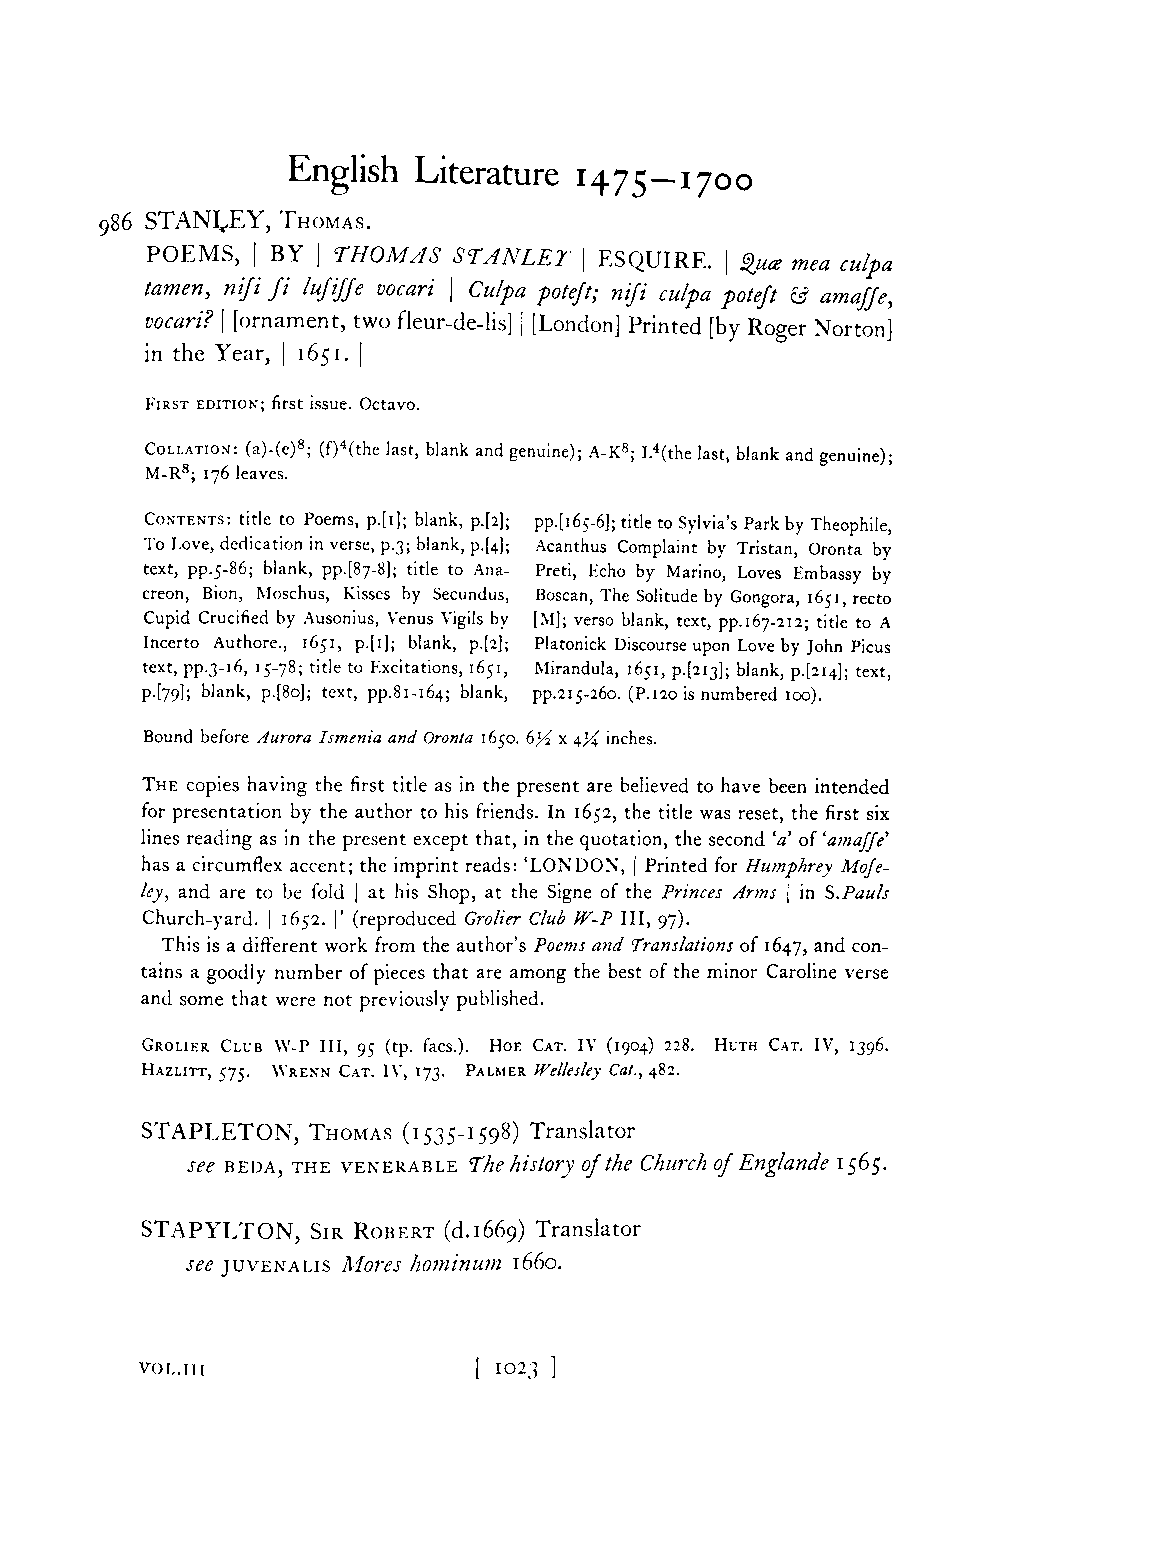 English Literature 1475–1700
986 STANLEY, THOMAS.
POEMS, | BY | THOMAS STANLEY | ESQUIRE. | Quæ mea culpa
tamen, niſi ſi luſiſſe vocari | Culpa poteſt; niſi culpa poteſt & amaſſe,
vocari? | [ornament, two fleur-de-lis] | [London] Printed [by Roger Norton]
in the Year, | 1651. |
FIRST EDITION; first issue. Octavo.
COLLATION: (a)-(e)⁸; (f)⁴(the last, blank and genuine); A-K⁸; L⁴(the last, blank and genuine);
M-R⁸; 176 leaves.
CONTENTS: title to Poems, p.[1]; blank, p.[2];
To Love, dedication in verse, p.3; blank, p.[4];
text, pp.5-86; blank, pp.[87-8]; title to Ana-
creon, Bion, Moschus, Kisses by Secundus,
Cupid Crucified by Ausonius, Venus Vigils by
Incerto Authore., 1651, p.[1]; blank, p.[2];
text, pp.3-16, 15-78; title to Excitations, 1651,
p.[79]; blank, p.[80]; text, pp.81-164; blank,
pp.[165-6]; title to Sylvia's Park by Theophile,
Acanthus Complaint by Tristan, Oronta by
Preti, Echo by Marino, Loves Embassy by
Boscan, The Solitude by Gongora, 1651, recto
[M]; verso blank, text, pp.167-212; title to A
Platonick Discourse upon Love by John Picus
Mirandula, 1651, p.[213]; blank, p.[214]; text,
pp.215-260. (P.120 is numbered 100).
Bound before Aurora Ismenia and Oronta 1650. 6½ x 4¼ inches.
THE copies having the first title as in the present are believed to have been intended
for presentation by the author to his friends. In 1652, the title was reset, the first six
lines reading as in the present except that, in the quotation, the second 'a' of 'amaſſe'
has a circumflex accent; the imprint reads: 'LONDON, | Printed for Humphrey Moſe-
ley, and are to be ſold | at his Shop, at the Signe of the Princes Arms | in S.Pauls
Church-yard. | 1652. |' (reproduced Grolier Club W-P III, 97).
This is a different work from the author's Poems and Translations of 1647, and con-
tains a goodly number of pieces that are among the best of the minor Caroline verse
and some that were not previously published.
GROLIER CLUB W-P III, 95 (tp. facs.). HOE CAT. IV (1904) 228. HUTH CAT. IV, 1396.
HAZLITT, 575. WRENN CAT. IV, 173. PALMER Wellesley Cat., 482.
STAPLETON, THOMAS (1535-1598) Translator
see BEDA, THE VENERABLE The history of the Church of Englande 1565.
STAPYLTON, SIR ROBERT (d.1669) Translator
see JUVENALIS Mores hominum 1660.
VOL.III [ 1023 ]